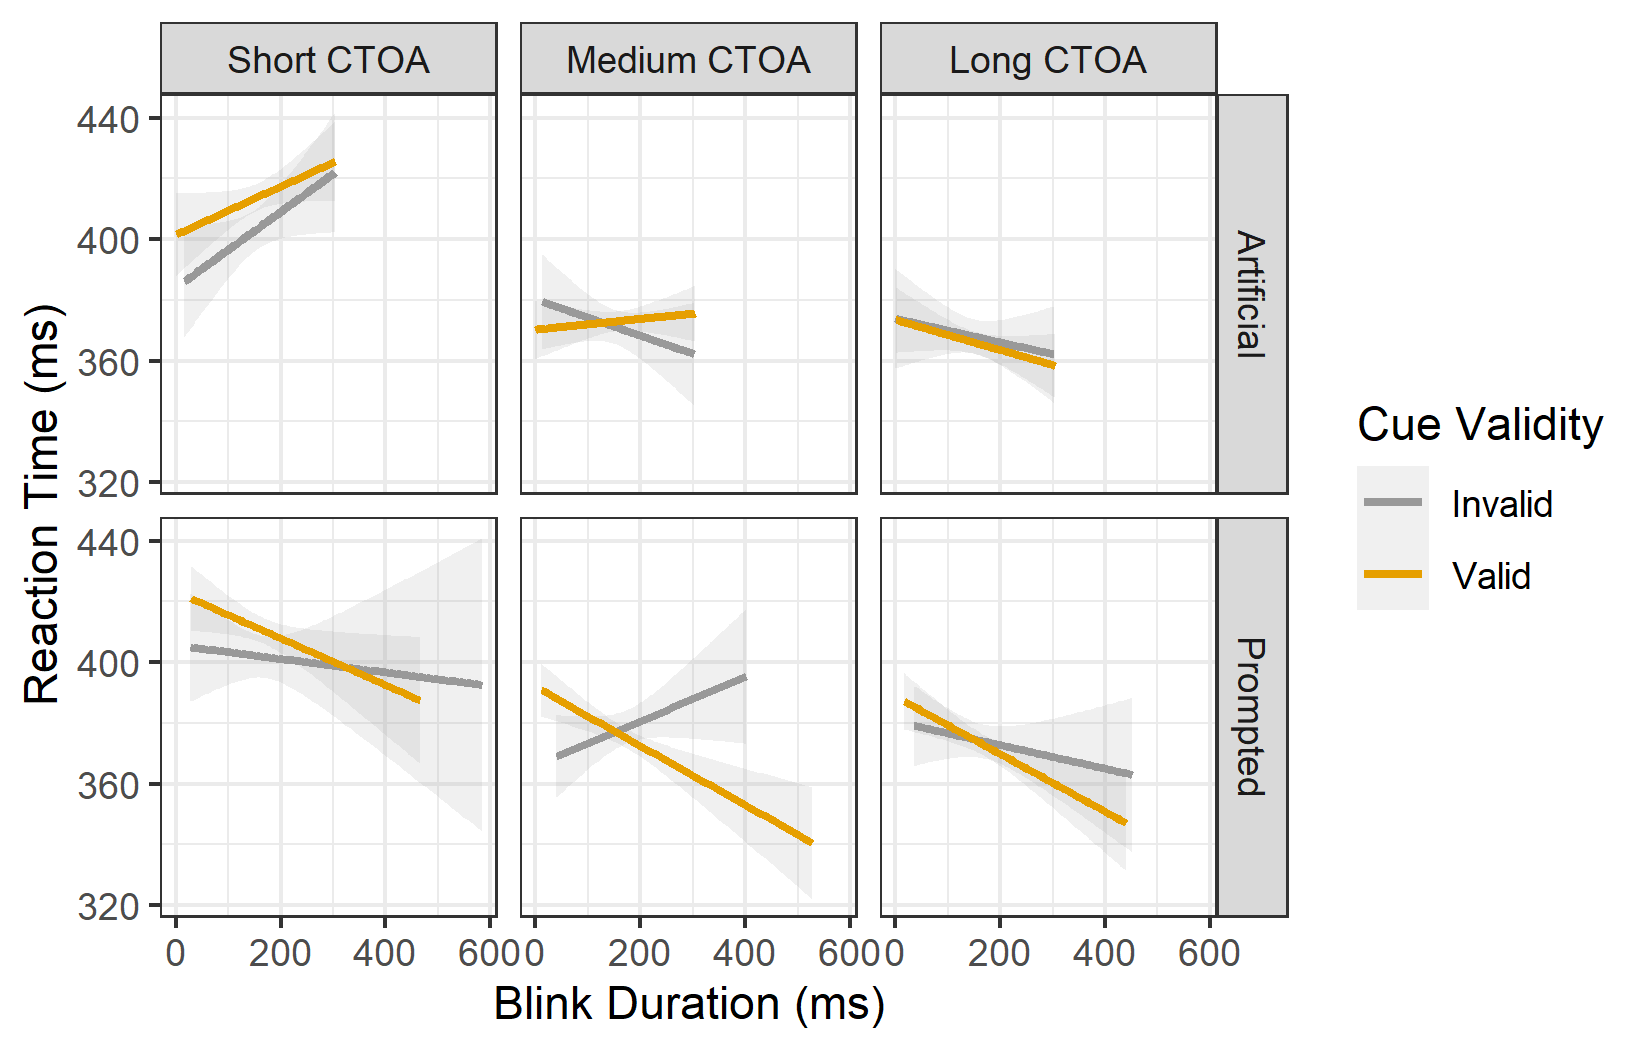 Short CTOA
Medium CTOA
Long CTOA
440
400
360
320
Artificial
440
400
360
320
Prompted
0 200 400 600
0 200 400 600
0 200 400 600
Blink Duration (ms)
Reaction Time (ms)
Cue Validity
Invalid
Valid